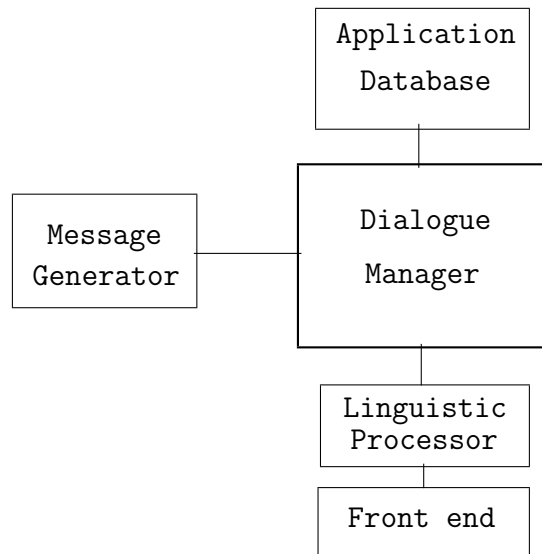 Application
Database
Dialogue
Manager
Message
Generator
Linguistic
Processor
Front end